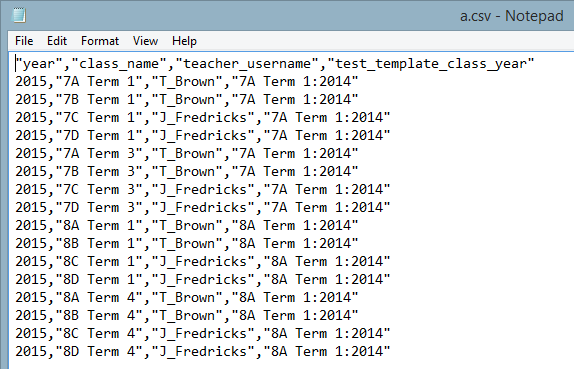 a.csv - Notepad
File Edit Format View Help
"year","class_name","teacher_username","test_template_class_year"
2015,"7A Term 1","T_Brown","7A Term 1:2014"
2015,"7B Term 1","T_Brown","7A Term 1:2014"
2015,"7C Term 1","J_Fredricks","7A Term 1:2014"
2015,"7D Term 1","J_Fredricks","7A Term 1:2014"
2015,"7A Term 3","T_Brown","7A Term 1:2014"
2015,"7B Term 3","T_Brown","7A Term 1:2014"
2015,"7C Term 3","J_Fredricks","7A Term 1:2014"
2015,"7D Term 3","J_Fredricks","7A Term 1:2014"
2015,"8A Term 1","T_Brown","8A Term 1:2014"
2015,"8B Term 1","T_Brown","8A Term 1:2014"
2015,"8C Term 1","J_Fredricks","8A Term 1:2014"
2015,"8D Term 1","J_Fredricks","8A Term 1:2014"
2015,"8A Term 4","T_Brown","8A Term 1:2014"
2015,"8B Term 4","T_Brown","8A Term 1:2014"
2015,"8C Term 4","J_Fredricks","8A Term 1:2014"
2015,"8D Term 4","J_Fredricks","8A Term 1:2014"